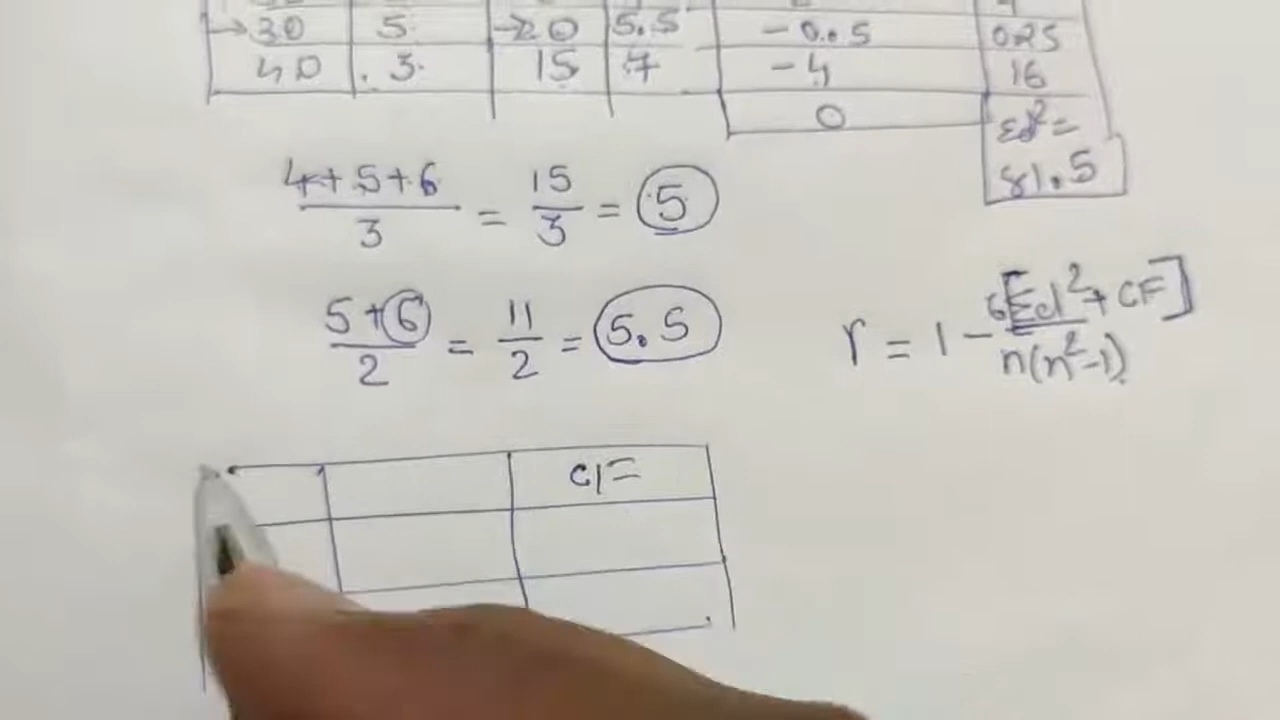 →30 5 →20 5.5 -0.5 0.25
40 .3 15 7 -4 16
0 Σd²=
81.5
4+5+6/3 = 15/3 = 5
5+6/2 = 11/2 = 5.5
r = 1 - 6[Σd²+CF]/n(n²-1)
CF=